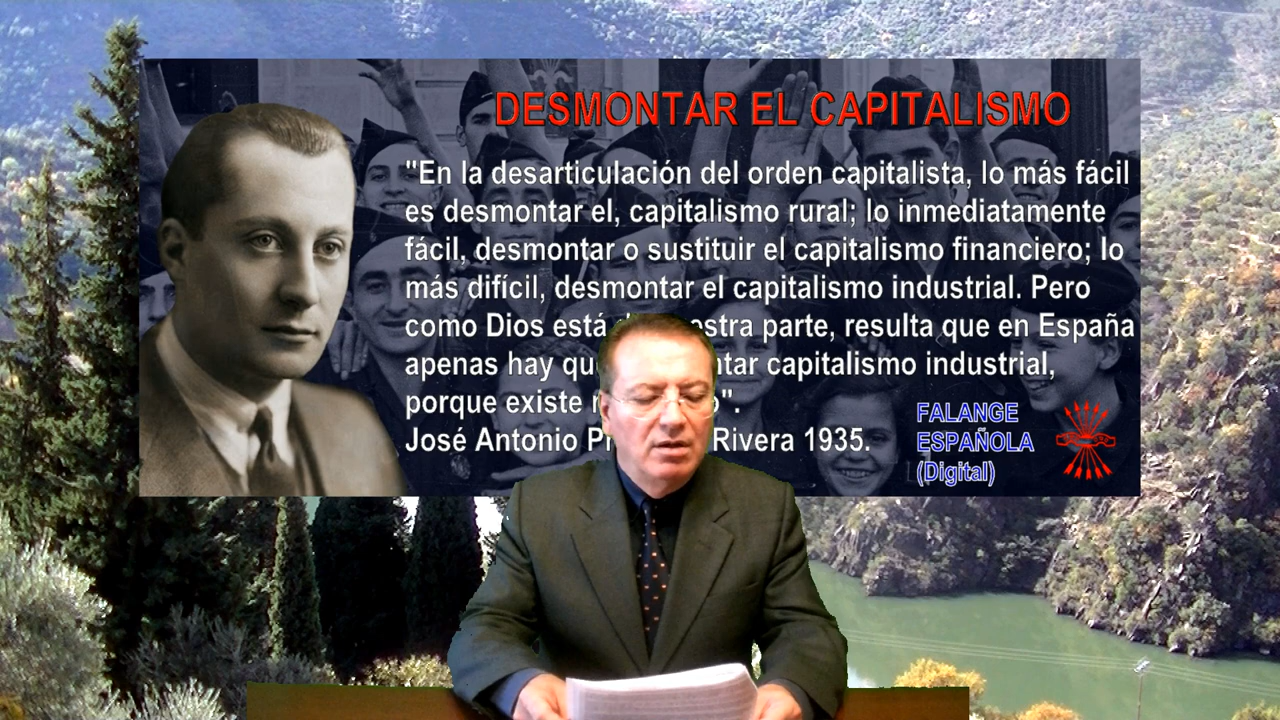 DESMONTAR EL CAPITALISMO
"En la desarticulación del orden capitalista, lo más fácil
es desmontar el, capitalismo rural; lo inmediatamente
fácil, desmontar o sustituir el capitalismo financiero; lo
más difícil, desmontar el capitalismo industrial. Pero
como Dios está parte, resulta que en España
apenas hay capitalismo industrial,
porque existe
José Antonio Rivera 1935.
FALANGE
ESPAÑOLA
(Digital)